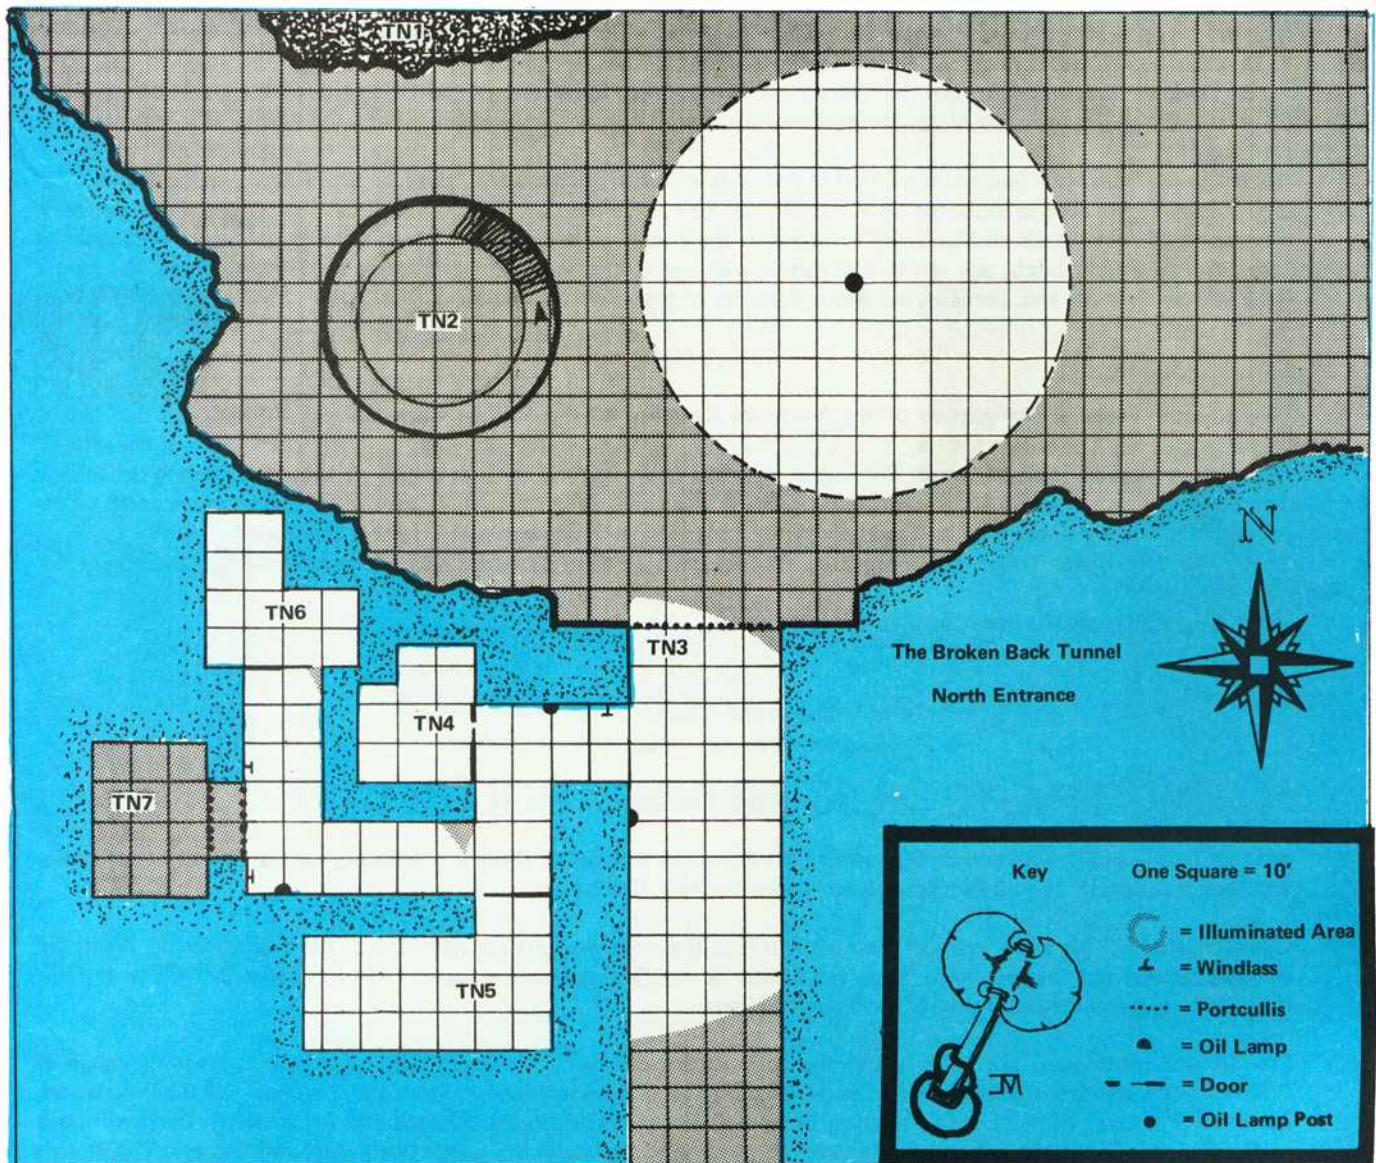 TN1
TN2
N
TN6
TN3
The Broken Back Tunnel
North Entrance
TN4
TN7
TN5
Key
One Square = 10'
= Illuminated Area
= Windlass
= Portcullis
= Oil Lamp
= Door
= Oil Lamp Post